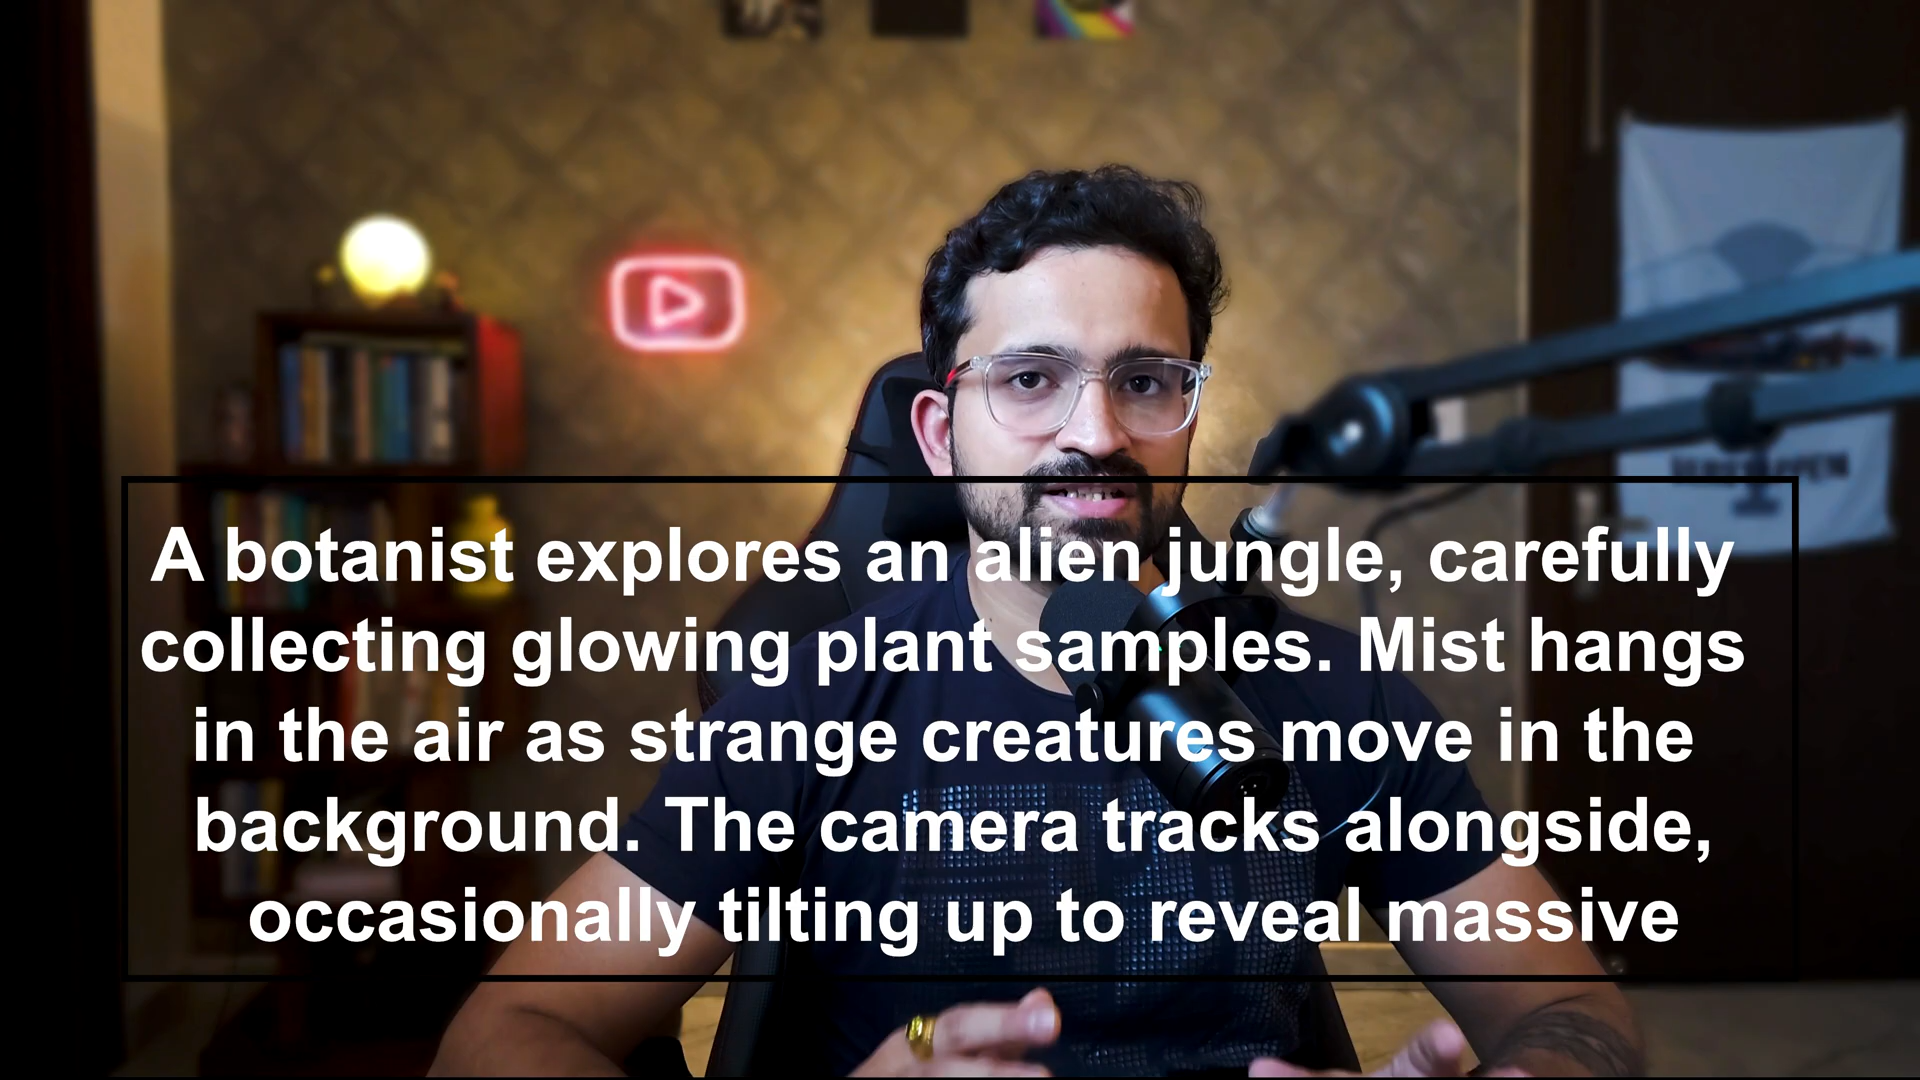 A botanist explores an alien jungle, carefully
collecting glowing plant samples. Mist hangs
in the air as strange creatures move in the
background. The camera tracks alongside,
occasionally tilting up to reveal massive